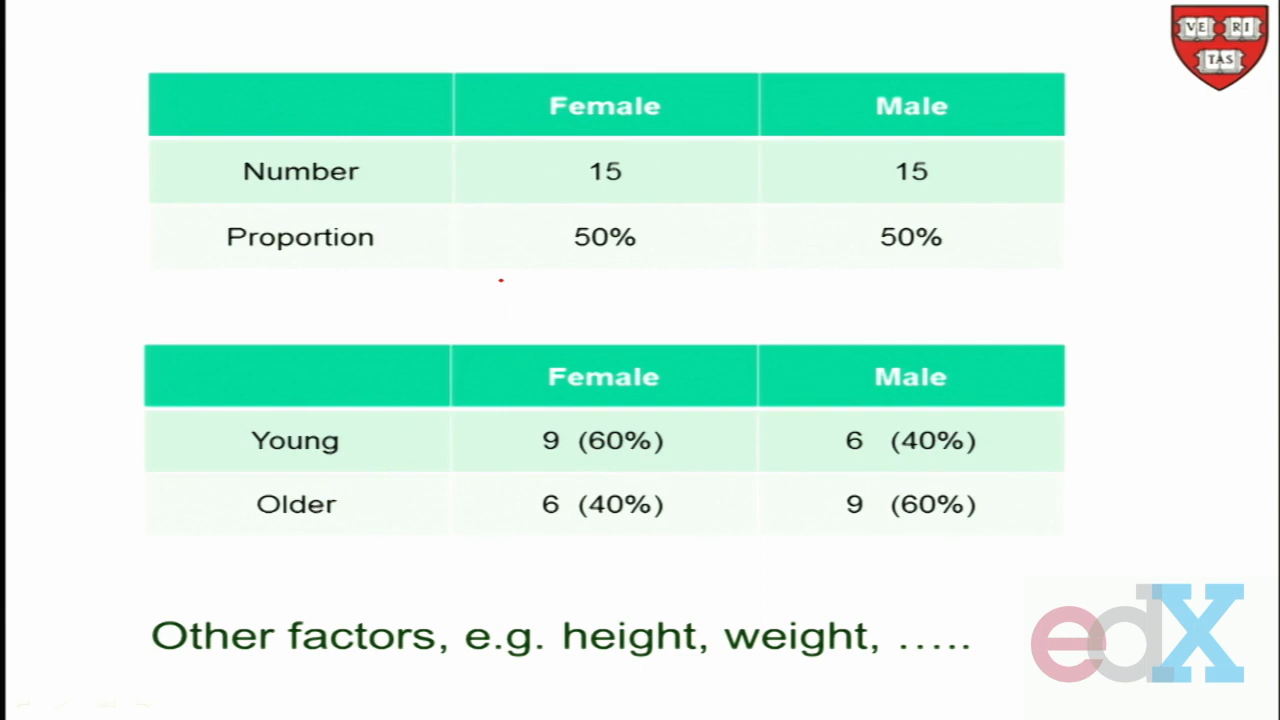 VE RI
TAS
Female Male
Number 15 15
Proportion 50% 50%
Female Male
Young 9 (60%) 6 (40%)
Older 6 (40%) 9 (60%)
Other factors, e.g. height, weight, .....
edX